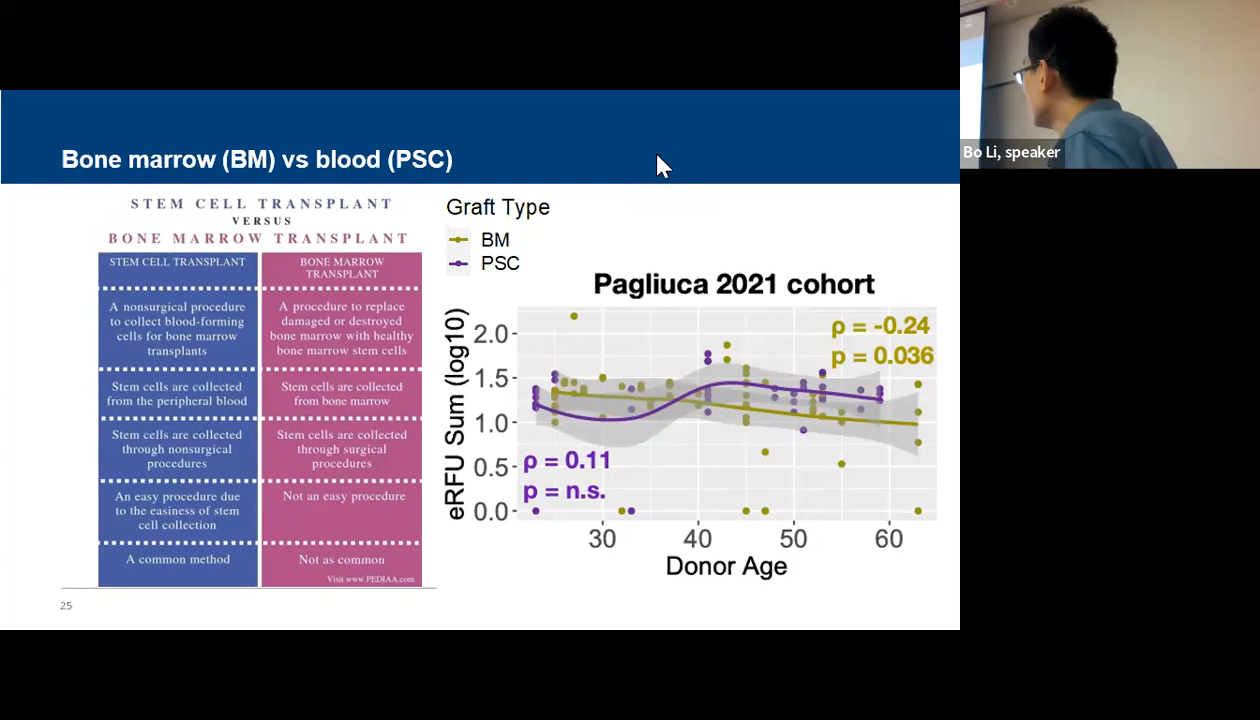 Bone marrow (BM) vs blood (PSC)
STEM CELL TRANSPLANT
VERSUS
BONE MARROW TRANSPLANT
STEM CELL TRANSPLANT
A nonsurgical procedure
to collect blood-forming
cells for bone marrow
transplants
Stem cells are collected
from the peripheral blood
Stem cells are collected
through nonsurgical
procedures
An easy procedure due
to the easiness of stem
cell collection
A common method
BONE MARROW
TRANSPLANT
A procedure to replace
damaged or destroyed
bone marrow with healthy
bone marrow stem cells
Stem cells are collected
from bone marrow
Stem cells are collected
through surgical
procedures
Not an easy procedure
Not as common
Visit www.PEDIAA.com
Graft Type
BM
PSC
Pagliuca 2021 cohort
eRFU Sum (log10)
2.0
1.5
1.0
0.5
0.0
ρ = -0.24
p = 0.036
ρ = 0.11
p = n.s.
30 40 50 60
Donor Age
25
Bo Li, speaker